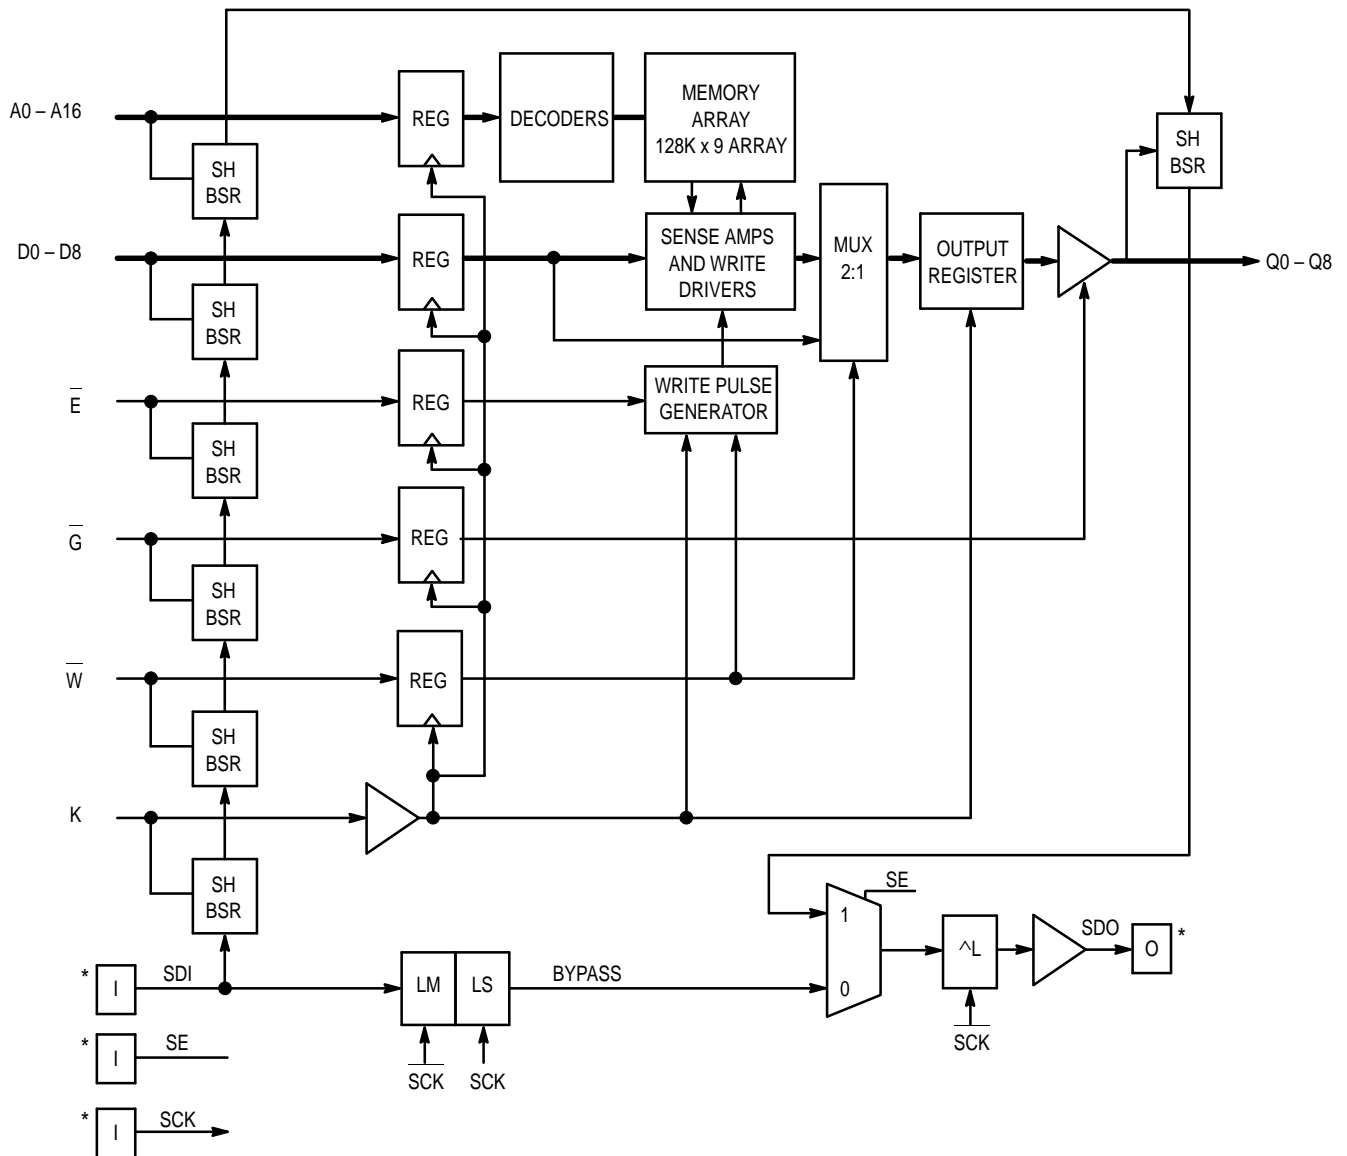 A0 – A16
REG
DECODERS
MEMORY
ARRAY
128K x 9 ARRAY
SH
BSR
SH
BSR
D0 – D8
REG
SENSE AMPS
AND WRITE
DRIVERS
MUX
2:1
OUTPUT
REGISTER
Q0 – Q8
SH
BSR
E̅
REG
WRITE PULSE
GENERATOR
SH
BSR
G̅
REG
SH
BSR
W̅
REG
SH
BSR
K
SH
BSR
SE
1
0
^L
SDO
O
*
S̅C̅K̅
*
I
SDI
LM
LS
BYPASS
S̅C̅K̅
SCK
*
I
SE
*
I
SCK